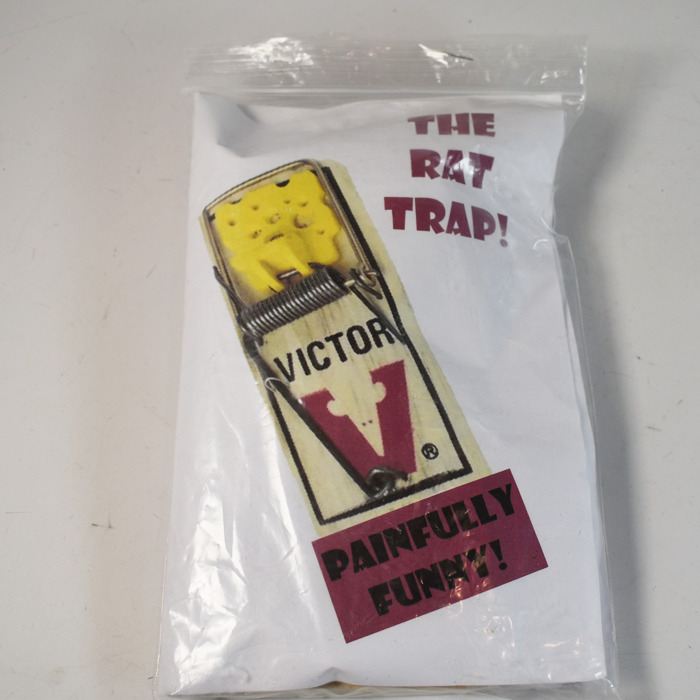 THE
RAT
TRAP!
VICTOR
V
®
PAINFULLY
FUNNY!